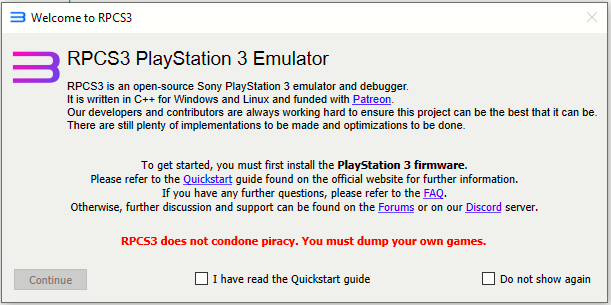 Welcome to RPCS3
RPCS3 PlayStation 3 Emulator
RPCS3 is an open-source Sony PlayStation 3 emulator and debugger.
It is written in C++ for Windows and Linux and funded with Patreon.
Our developers and contributors are always working hard to ensure this project can be the best that it can be.
There are still plenty of implementations to be made and optimizations to be done.
To get started, you must first install the PlayStation 3 firmware.
Please refer to the Quickstart guide found on the official website for further information.
If you have any further questions, please refer to the FAQ.
Otherwise, further discussion and support can be found on the Forums or on our Discord server.
RPCS3 does not condone piracy. You must dump your own games.
Continue I have read the Quickstart guide Do not show again